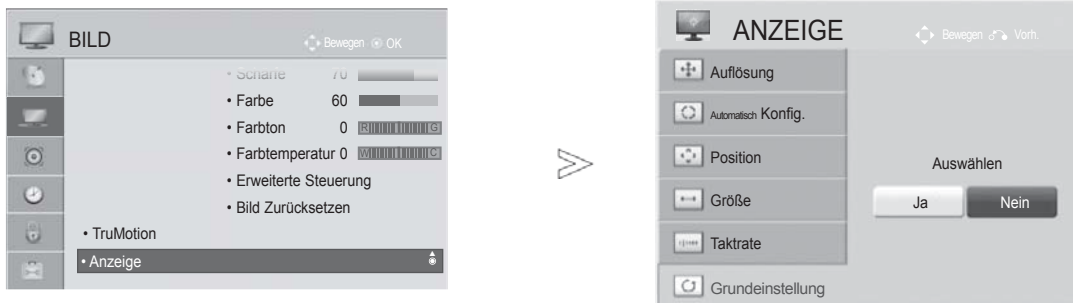 BILD
Bewegen OK
• Schärfe 70
• Farbe 60
• Farbton 0 R G
• Farbtemperatur 0 W C
• Erweiterte Steuerung
• Bild Zurücksetzen
• TruMotion
• Anzeige
ANZEIGE
Bewegen Vorh.
Auflösung
Automatisch Konfig.
Position
Größe
Taktrate
Grundeinstellung
Auswählen
Ja Nein